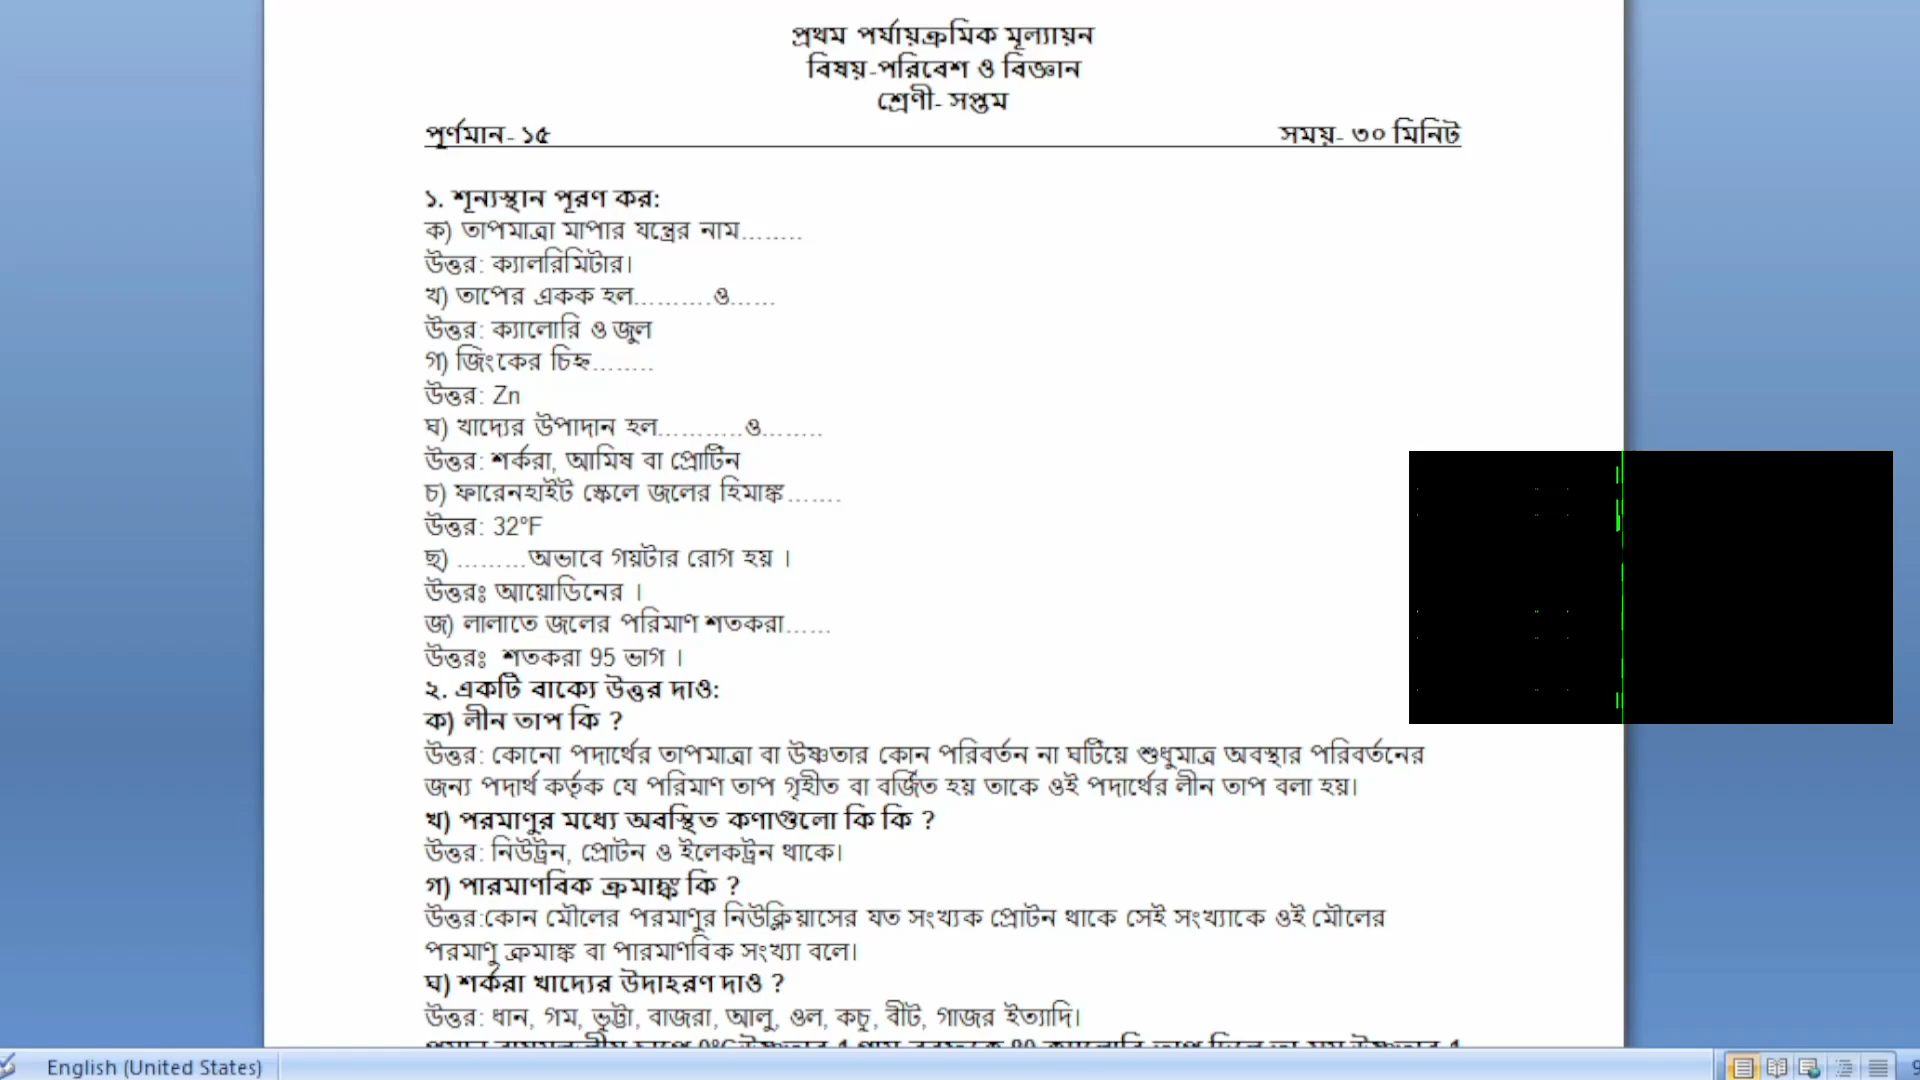 প্রথম পর্যায়ক্রমিক মূল্যায়ন
বিষয়-পরিবেশ ও বিজ্ঞান
শ্রেণী- সপ্তম
পূর্ণমান- ১৫ সময়- ৩০ মিনিট
১. শূন্যস্থান পূরণ কর:
ক) তাপমাত্রা মাপার যন্ত্রের নাম........
উত্তর: ক্যালরিমিটার।
খ) তাপের একক হল..........ও......
উত্তর: ক্যালোরি ও জুল
গ) জিংকের চিহ্ন........
উত্তর: Zn
ঘ) খাদ্যের উপাদান হল...........ও........
উত্তর: শর্করা, আমিষ বা প্রোটিন
চ) ফারেনহাইট স্কেলে জলের হিমাঙ্ক.......
উত্তর: 32°F
ছ) .........অভাবে গয়টার রোগ হয় ।
উত্তরঃ আয়োডিনের ।
জ) লালাতে জলের পরিমাণ শতকরা......
উত্তরঃ শতকরা 95 ভাগ ।
২. একটি বাক্যে উত্তর দাও:
ক) লীন তাপ কি ?
উত্তর: কোনো পদার্থের তাপমাত্রা বা উষ্ণতার কোন পরিবর্তন না ঘটিয়ে শুধুমাত্র অবস্থার পরিবর্তনের
জন্য পদার্থ কর্তৃক যে পরিমাণ তাপ গৃহীত বা বর্জিত হয় তাকে ওই পদার্থের লীন তাপ বলা হয়।
খ) পরমাণুর মধ্যে অবস্থিত কণাগুলো কি কি ?
উত্তর: নিউট্রন, প্রোটন ও ইলেকট্রন থাকে।
গ) পারমাণবিক ক্রমাঙ্ক কি ?
উত্তর:কোন মৌলের পরমাণুর নিউক্লিয়াসের যত সংখ্যক প্রোটন থাকে সেই সংখ্যাকে ওই মৌলের
পরমাণু ক্রমাঙ্ক বা পারমাণবিক সংখ্যা বলে।
ঘ) শর্করা খাদ্যের উদাহরণ দাও ?
উত্তর: ধান, গম, ভুট্টা, বাজরা, আলু, ওল, কচু, বীট, গাজর ইত্যাদি।
English (United States)